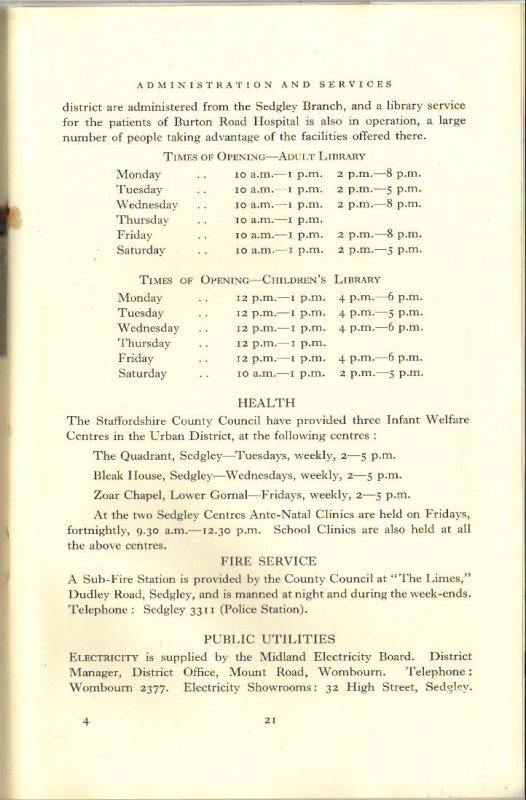 ADMINISTRATION AND SERVICES
district are administered from the Sedgley Branch, and a library service
for the patients of Burton Road Hospital is also in operation, a large
number of people taking advantage of the facilities offered there.
TIMES OF OPENING—ADULT LIBRARY
Monday .. 10 a.m.—1 p.m. 2 p.m.—8 p.m.
Tuesday .. 10 a.m.—1 p.m. 2 p.m.—5 p.m.
Wednesday .. 10 a.m.—1 p.m. 2 p.m.—8 p.m.
Thursday .. 10 a.m.—1 p.m.
Friday .. 10 a.m.—1 p.m. 2 p.m.—8 p.m.
Saturday .. 10 a.m.—1 p.m. 2 p.m.—5 p.m.
TIMES OF OPENING—CHILDREN'S LIBRARY
Monday .. 12 p.m.—1 p.m. 4 p.m.—6 p.m.
Tuesday .. 12 p.m.—1 p.m. 4 p.m.—5 p.m.
Wednesday .. 12 p.m.—1 p.m. 4 p.m.—6 p.m.
Thursday .. 12 p.m.—1 p.m.
Friday .. 12 p.m.—1 p.m. 4 p.m.—6 p.m.
Saturday .. 10 a.m.—1 p.m. 2 p.m.—5 p.m.
HEALTH
The Staffordshire County Council have provided three Infant Welfare
Centres in the Urban District, at the following centres :
The Quadrant, Sedgley—Tuesdays, weekly, 2—5 p.m.
Bleak House, Sedgley—Wednesdays, weekly, 2—5 p.m.
Zoar Chapel, Lower Gornal—Fridays, weekly, 2—5 p.m.
At the two Sedgley Centres Ante-Natal Clinics are held on Fridays,
fortnightly, 9.30 a.m.—12.30 p.m. School Clinics are also held at all
the above centres.
FIRE SERVICE
A Sub-Fire Station is provided by the County Council at "The Limes,"
Dudley Road, Sedgley, and is manned at night and during the week-ends.
Telephone : Sedgley 3311 (Police Station).
PUBLIC UTILITIES
ELECTRICITY is supplied by the Midland Electricity Board. District
Manager, District Office, Mount Road, Wombourn. Telephone :
Wombourn 2377. Electricity Showrooms : 32 High Street, Sedgley.
4 21